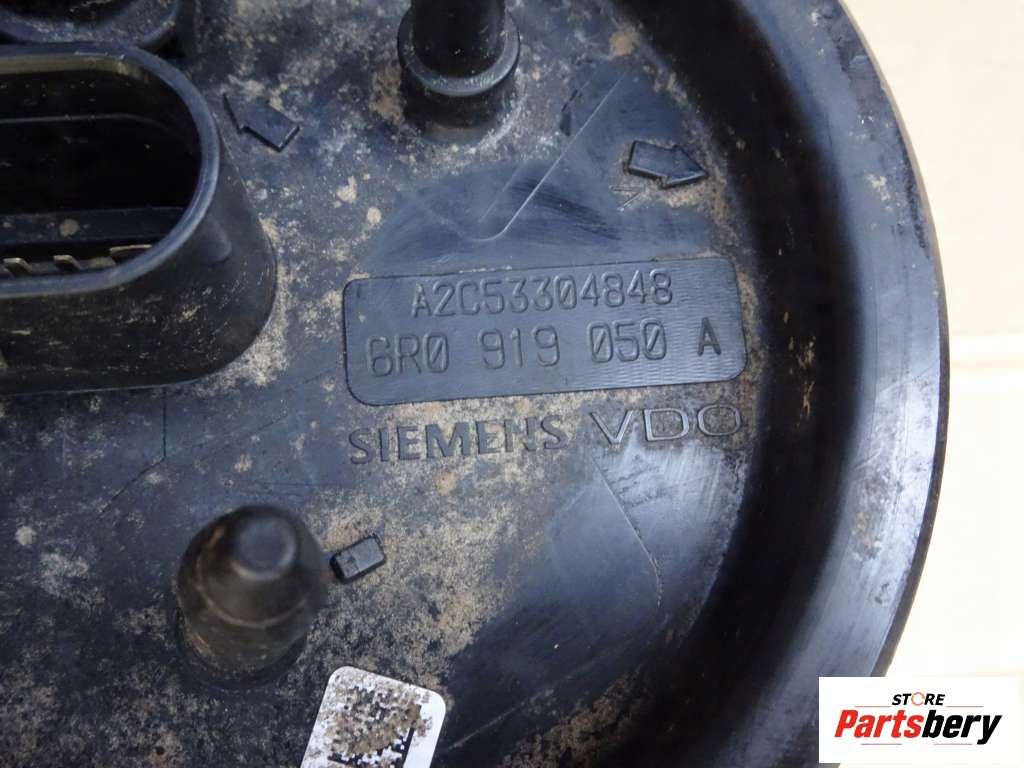 A2C53304848
6R0 919 050 A
SIEMENS VDO
STORE
Partsbery